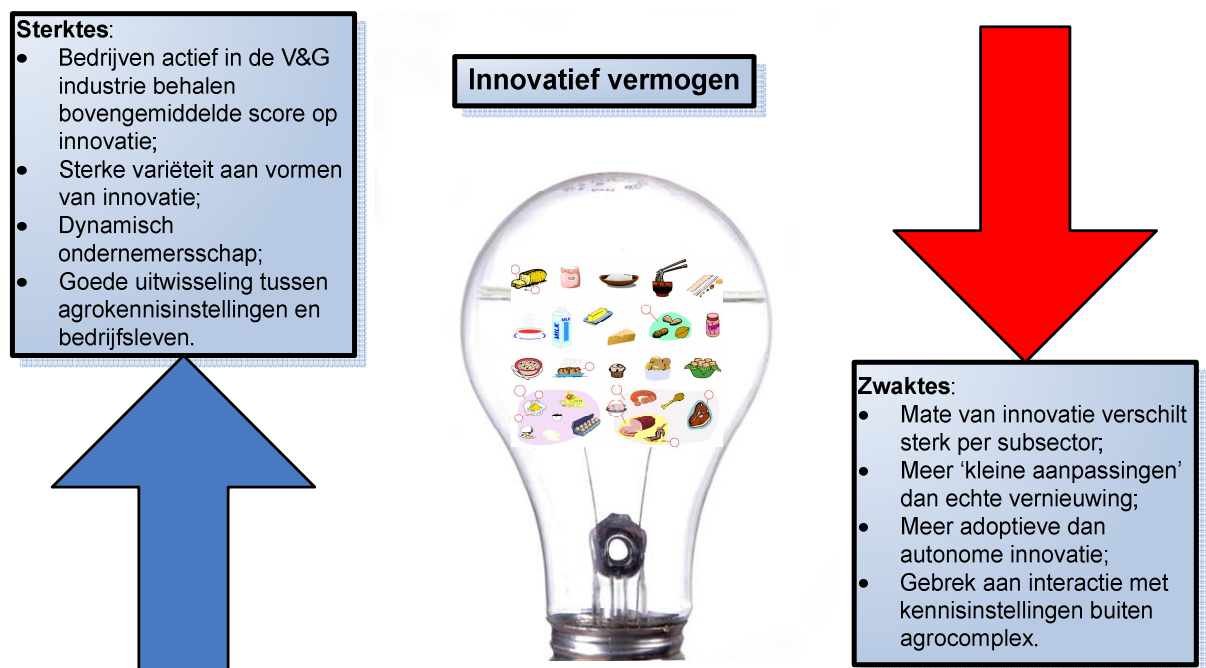 Sterktes:
• Bedrijven actief in de V&G
industrie behalen
bovengemiddelde score op
innovatie;
• Sterke variëteit aan vormen
van innovatie;
• Dynamisch
ondernemersschap;
• Goede uitwisseling tussen
agrokennisinstellingen en
bedrijfsleven.
Innovatief vermogen
MILK
MILK
Zwaktes:
• Mate van innovatie verschilt
sterk per subsector;
• Meer ‘kleine aanpassingen’
dan echte vernieuwing;
• Meer adoptieve dan
autonome innovatie;
• Gebrek aan interactie met
kennisinstellingen buiten
agrocomplex.